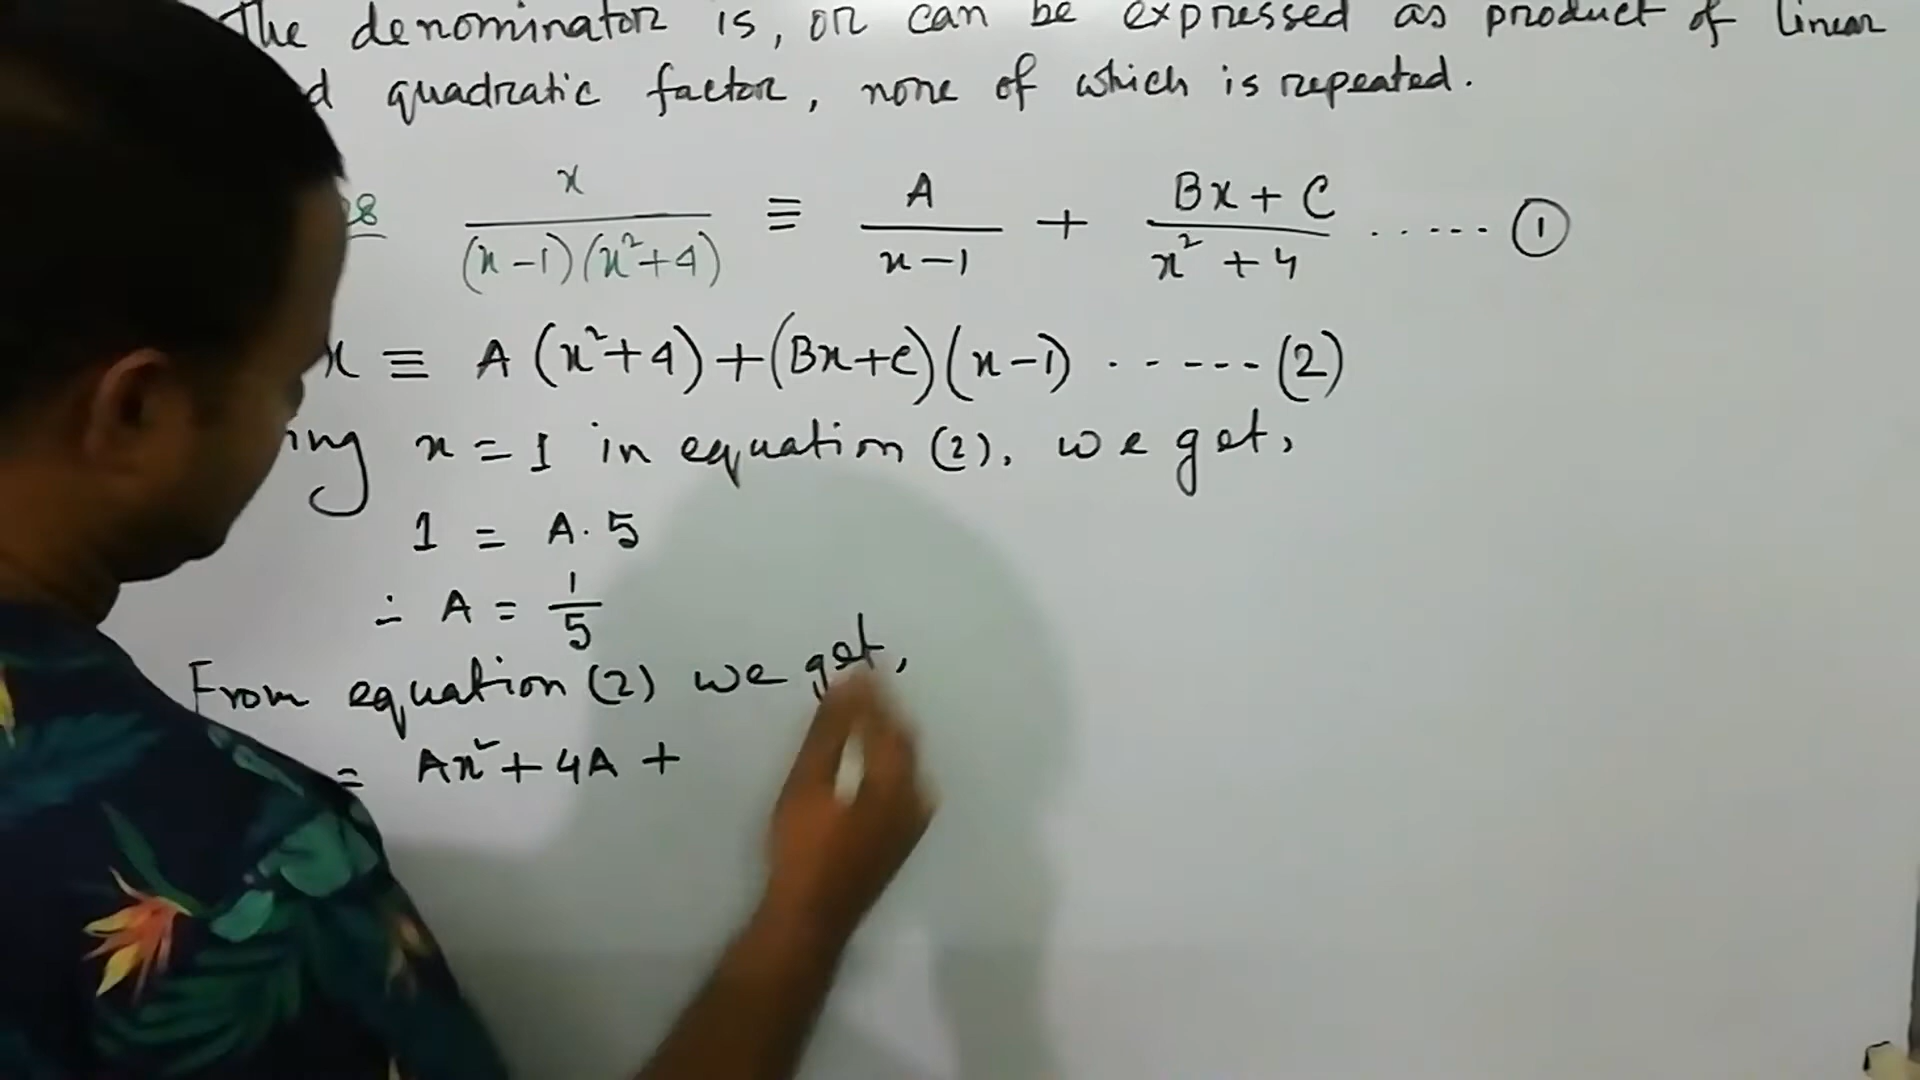 The denominator is, or can be expressed as product of linear
quadratic factor, none of which is repeated.
x/((x-1)(x²+4)) ≡ A/(x-1) + (Bx+C)/(x²+4) ...... ①
x ≡ A(x²+4)+(Bx+C)(x-1) ...... (2)
x = 1 in equation (2), we get,
1 = A·5
∴ A = 1/5
From equation (2) we get,
= Ax²+4A+